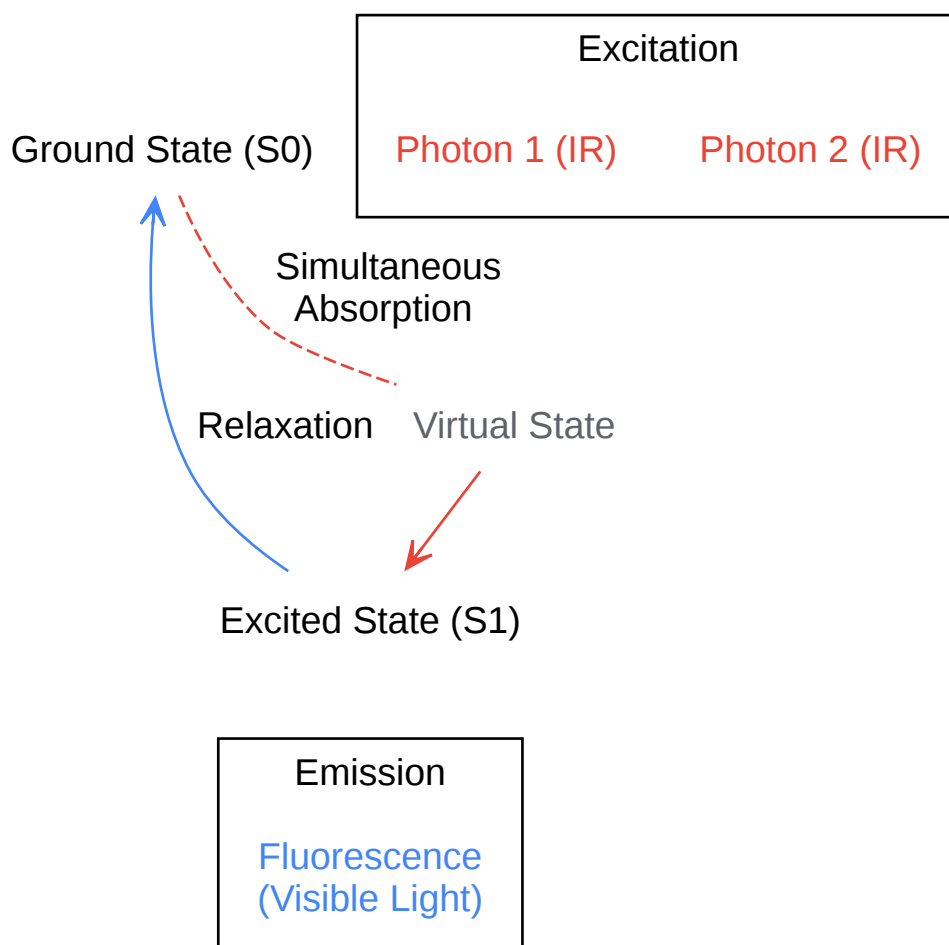 Excitation
Ground State (S0)
Photon 1 (IR)
Photon 2 (IR)
Simultaneous
Absorption
Relaxation
Virtual State
Excited State (S1)
Emission
Fluorescence
(Visible Light)